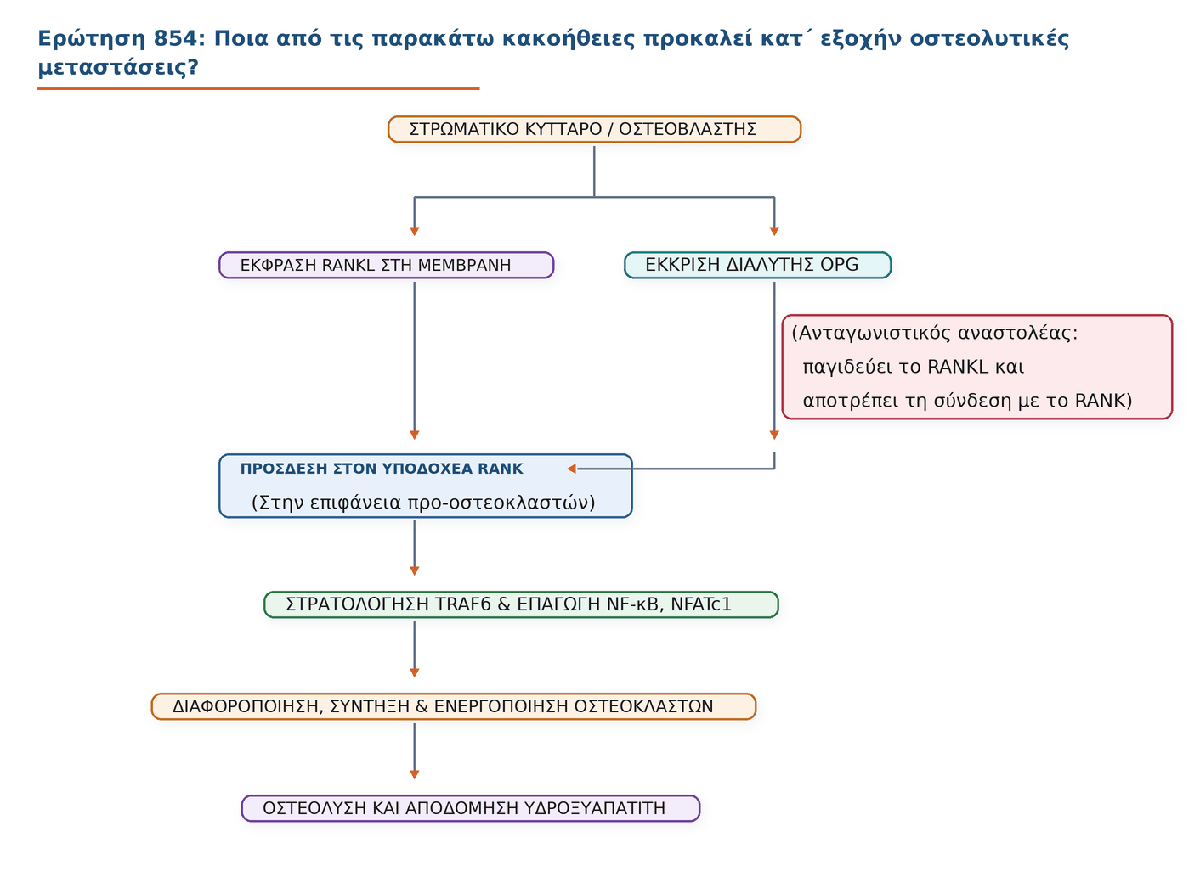 Ερώτηση 854: Ποια από τις παρακάτω κακοήθειες προκαλεί κατ΄ εξοχήν οστεολυτικές
μεταστάσεις?
ΣΤΡΩΜΑΤΙΚΟ ΚΥΤΤΑΡΟ / ΟΣΤΕΟΒΛΑΣΤΗΣ
ΕΚΦΡΑΣΗ RANKL ΣΤΗ ΜΕΜΒΡΑΝΗ
ΕΚΚΡΙΣΗ ΔΙΑΛΥΤΗΣ OPG
(Ανταγωνιστικός αναστολέας:
παγιδεύει το RANKL και
αποτρέπει τη σύνδεση με το RANK)
ΠΡΟΣΔΕΣΗ ΣΤΟΝ ΥΠΟΔΟΧΕΑ RANK
(Στην επιφάνεια προ-οστεοκλαστών)
ΣΤΡΑΤΟΛΟΓΗΣΗ TRAF6 & ΕΠΑΓΩΓΗ NF-κB, NFATc1
ΔΙΑΦΟΡΟΠΟΙΗΣΗ, ΣΥΝΤΗΞΗ & ΕΝΕΡΓΟΠΟΙΗΣΗ ΟΣΤΕΟΚΛΑΣΤΩΝ
ΟΣΤΕΟΛΥΣΗ ΚΑΙ ΑΠΟΔΟΜΗΣΗ ΥΔΡΟΞΥΑΠΑΤΙΤΗ